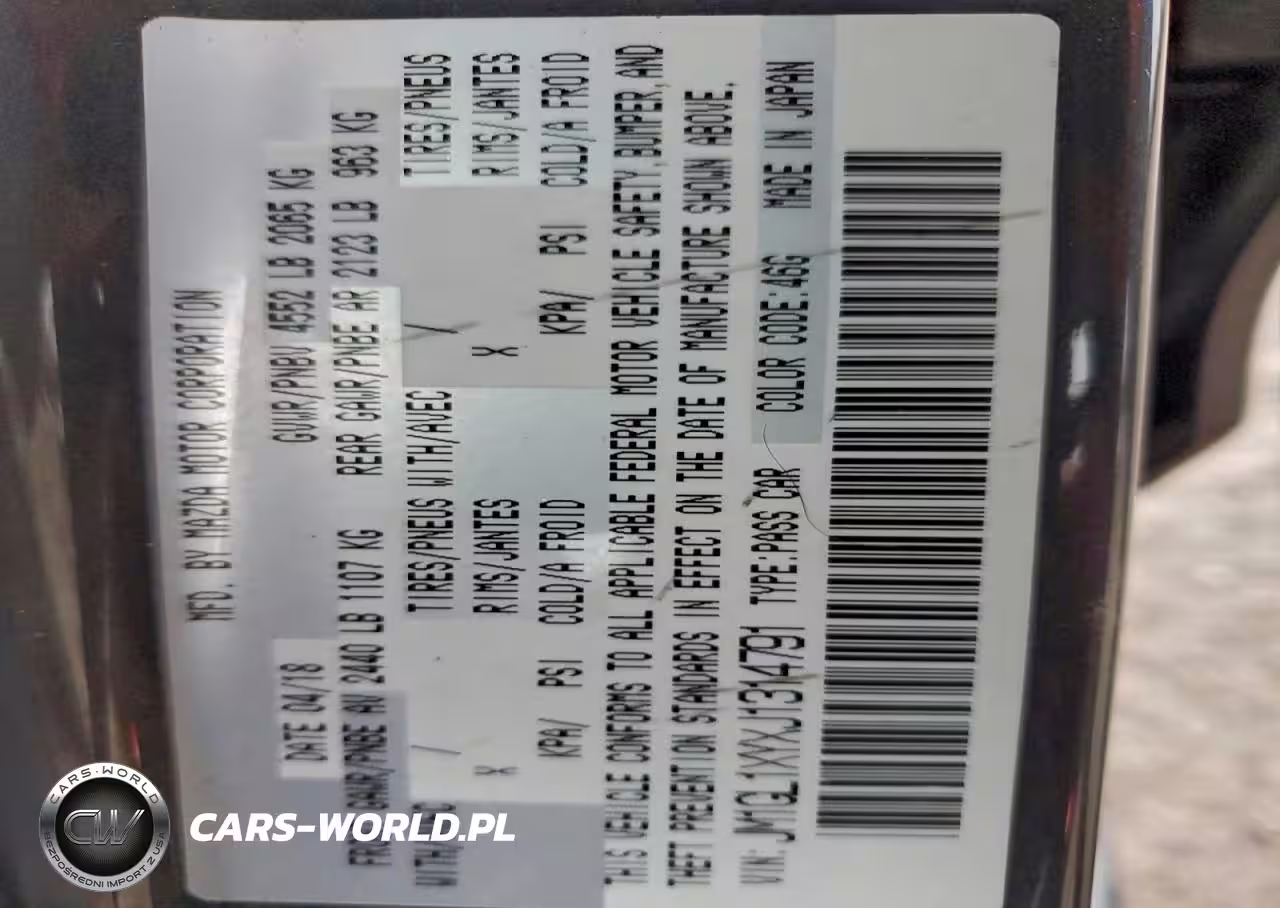 MFD. BY MAZDA MOTOR CORPORATION
DATE 04/18 GVWR/PNBV 4552 LB 2065 KG
GAWR/PNBE AV 2440 LB 1107 KG REAR GAWR/PNBE AR 2123 LB 963 KG
/ TIRES/PNEUS WITH/AVEC / TIRES/PNEUS
X RIMS/JANTES X RIMS/JANTES
KPA/ PSI COLD/A FROID KPA/ PSI COLD/A FROID
THIS VEHICLE CONFORMS TO ALL APPLICABLE FEDERAL MOTOR VEHICLE SAFETY, BUMPER, AND
THEFT PREVENTION STANDARDS IN EFFECT ON THE DATE OF MANUFACTURE SHOWN ABOVE.
VIN: JM1GL1XYXJ1314791 TYPE:PASS CAR COLOR CODE:46G MADE IN JAPAN
CARS-WORLD
CW
BEZPOŚREDNI IMPORT Z USA
CARS-WORLD.PL